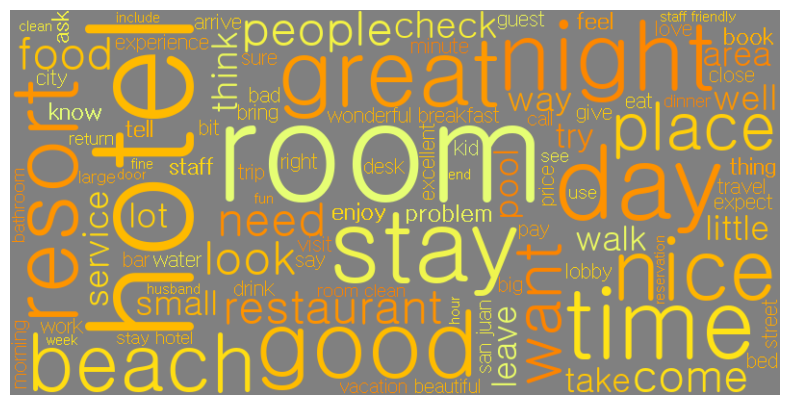 clean
include
ask
arrive
people
check
guest
feel
staff friendly
love
book
food
experience
think
sure
minute
great
night
area
city
close
bad
bring
wonderful
breakfast
way
call
give
eat
dinner
well
know
tell
bit
hotel
resort
return
room
try
place
fine
staff
trip
right
desk
excellent
kid
pool
price
see
thing
large
door
end
day
use
travel
expect
bathroom
service
lot
fun
need
enjoy
problem
little
look
visit
stay
pay
walk
bar
water
say
want
nice
husband
drink
room clean
big
lobby
reservation
small
restaurant
hour
san juan
leave
time
work
week
stay hotel
morning
beach
good
vacation
beautiful
take
come
bed
street